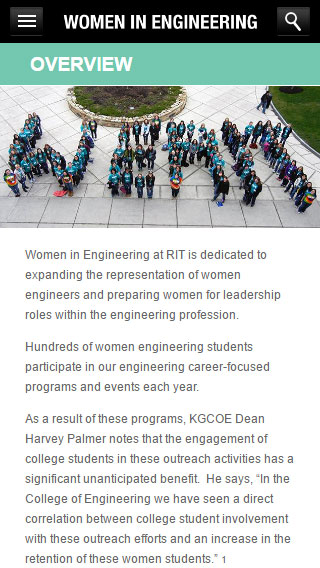 WOMEN IN ENGINEERING
OVERVIEW
Women in Engineering at RIT is dedicated to
expanding the representation of women
engineers and preparing women for leadership
roles within the engineering profession.
Hundreds of women engineering students
participate in our engineering career-focused
programs and events each year.
As a result of these programs, KGCOE Dean
Harvey Palmer notes that the engagement of
college students in these outreach activities has a
significant unanticipated benefit.  He says, “In the
College of Engineering we have seen a direct
correlation between college student involvement
with these outreach efforts and an increase in the
retention of these women students.” 1